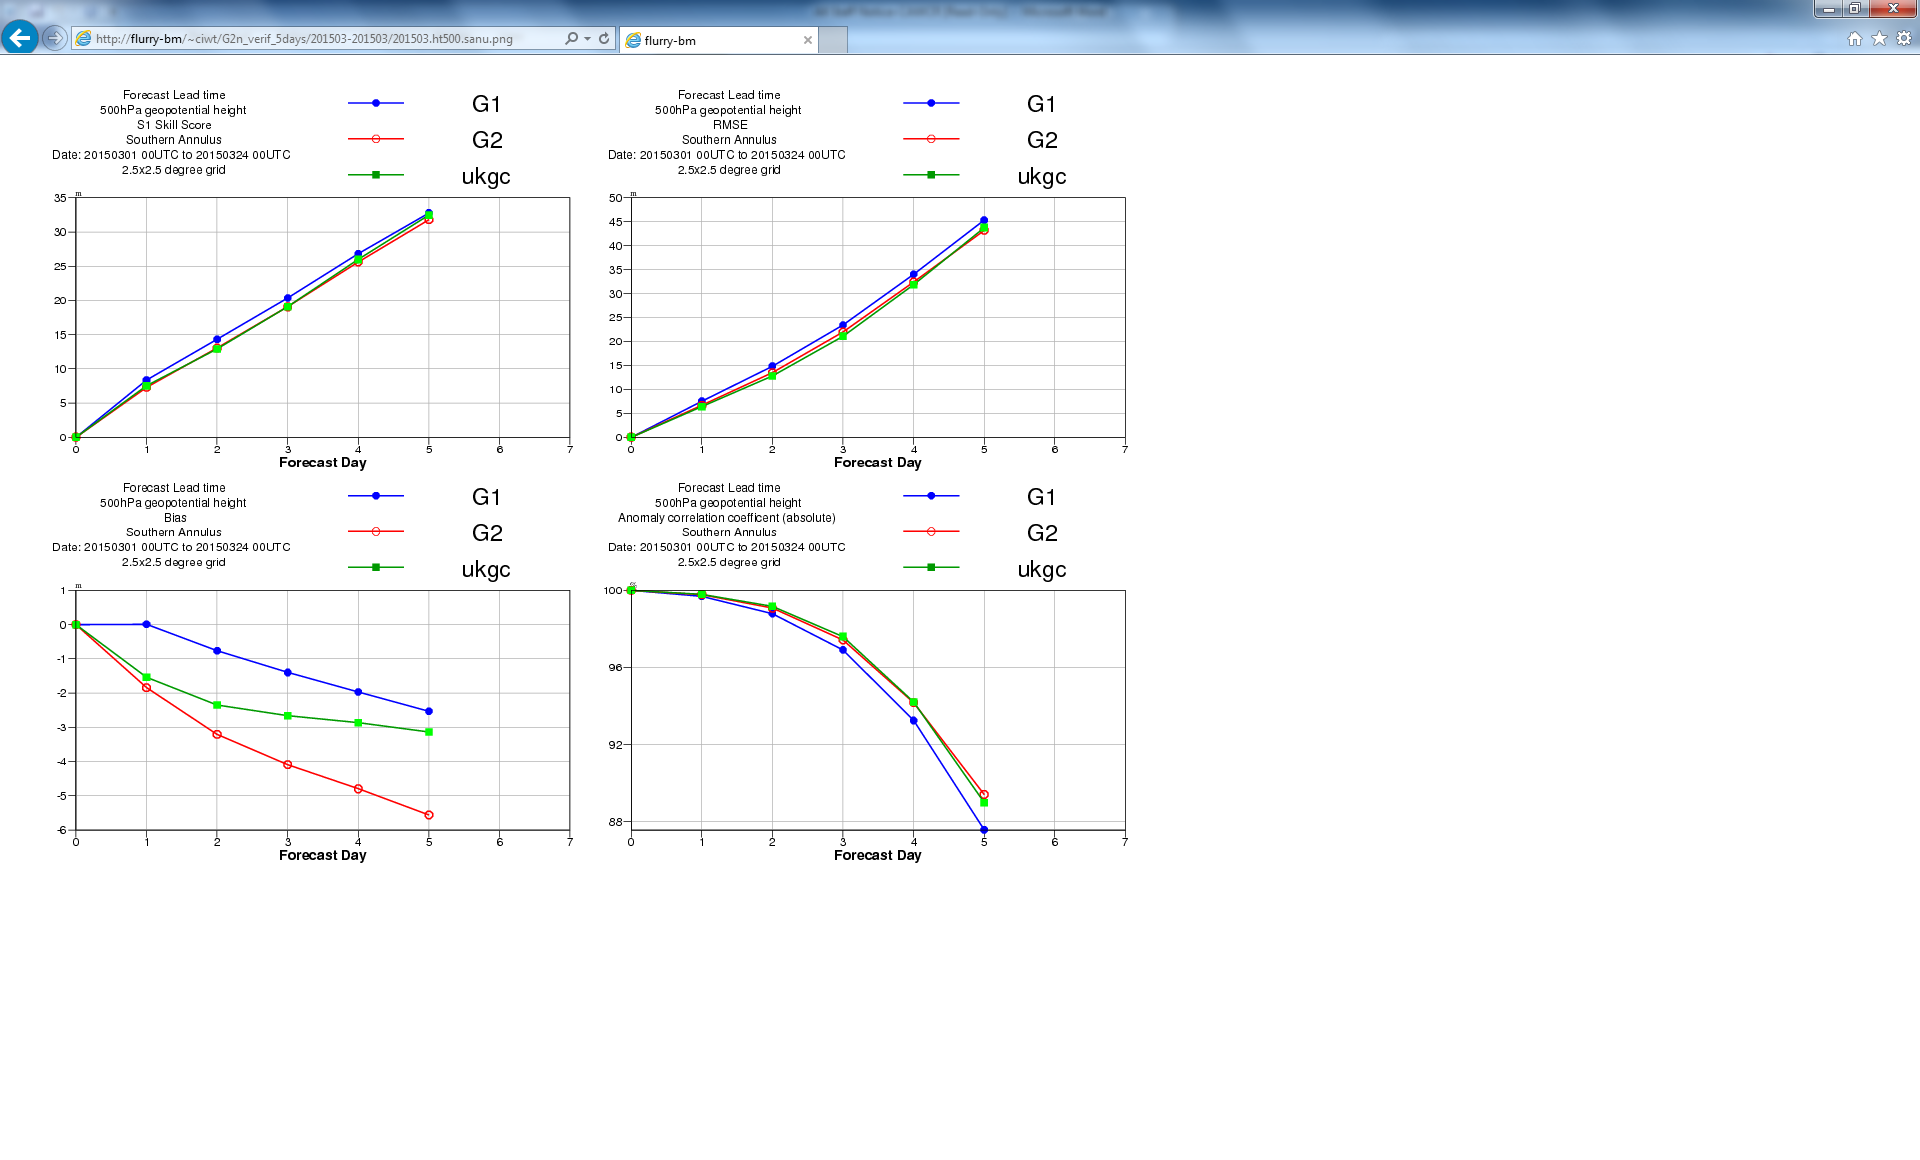 http://flurry-bm/~ciwt/G2n_verif_5days/201503-201503/201503.ht500.sanu.png
flurry-bm
Forecast Lead time
500hPa geopotential height
S1 Skill Score
Southern Annulus
Date: 20150301 00UTC to 20150324 00UTC
2.5x2.5 degree grid
G1
G2
ukgc
m
35
30
25
20
15
10
5
0
0 1 2 3 4 5 6 7
Forecast Day
Forecast Lead time
500hPa geopotential height
RMSE
Southern Annulus
Date: 20150301 00UTC to 20150324 00UTC
2.5x2.5 degree grid
G1
G2
ukgc
m
50
45
40
35
30
25
20
15
10
5
0
0 1 2 3 4 5 6 7
Forecast Day
Forecast Lead time
500hPa geopotential height
Bias
Southern Annulus
Date: 20150301 00UTC to 20150324 00UTC
2.5x2.5 degree grid
G1
G2
ukgc
m
1
0
-1
-2
-3
-4
-5
-6
0 1 2 3 4 5 6 7
Forecast Day
Forecast Lead time
500hPa geopotential height
Anomaly correlation coefficent (absolute)
Southern Annulus
Date: 20150301 00UTC to 20150324 00UTC
2.5x2.5 degree grid
G1
G2
ukgc
%
100
96
92
88
0 1 2 3 4 5 6 7
Forecast Day